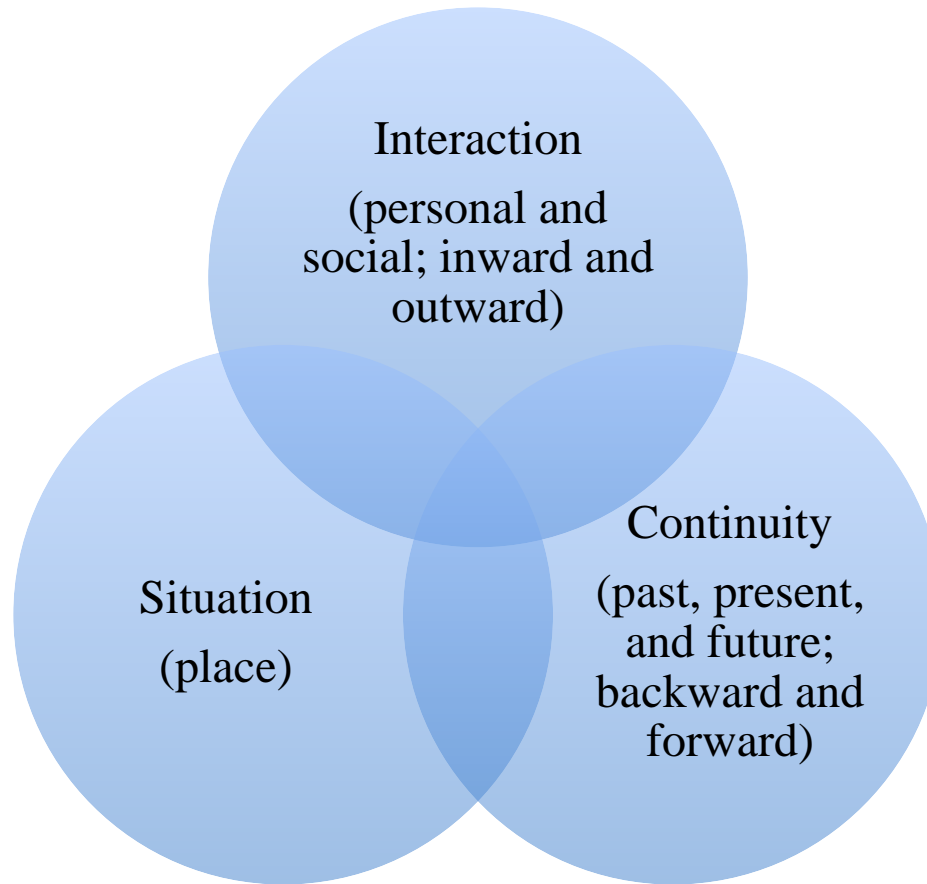 Interaction
(personal and
social; inward and
outward)
Situation
(place)
Continuity
(past, present,
and future;
backward and
forward)